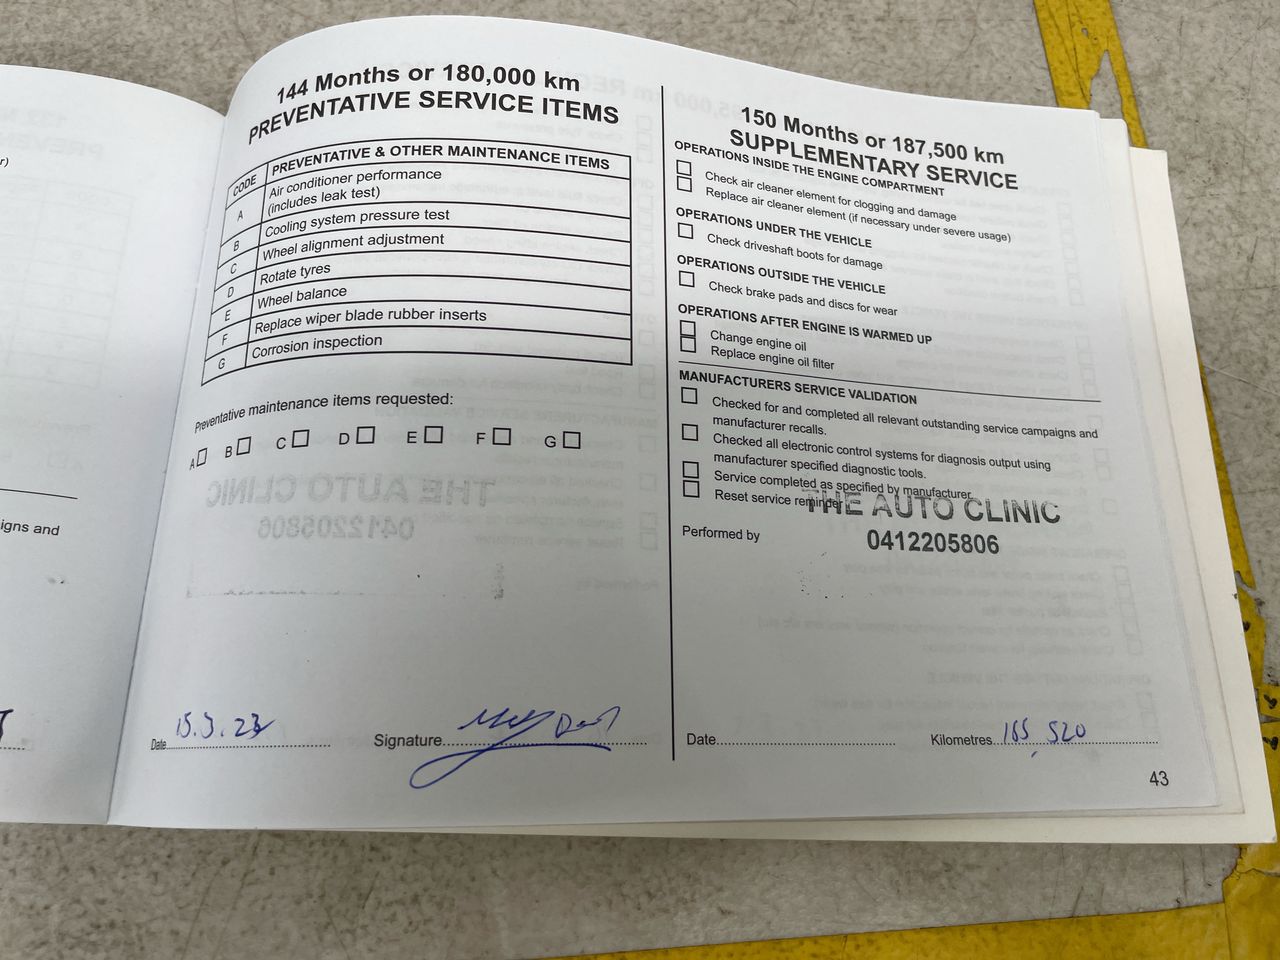 r)
igns and
144 Months or 180,000 km
PREVENTATIVE SERVICE ITEMS
CODE PREVENTATIVE & OTHER MAINTENANCE ITEMS
A Air conditioner performance
(includes leak test)
B Cooling system pressure test
C Wheel alignment adjustment
D Rotate tyres
E Wheel balance
F Replace wiper blade rubber inserts
G Corrosion inspection
Preventative maintenance items requested:
A B C D E F G
THE AUTO CLINIC
0412205806
Date 15.3.23 Signature
150 Months or 187,500 km
SUPPLEMENTARY SERVICE
OPERATIONS INSIDE THE ENGINE COMPARTMENT
Check air cleaner element for clogging and damage
Replace air cleaner element (if necessary under severe usage)
OPERATIONS UNDER THE VEHICLE
Check driveshaft boots for damage
OPERATIONS OUTSIDE THE VEHICLE
Check brake pads and discs for wear
OPERATIONS AFTER ENGINE IS WARMED UP
Change engine oil
Replace engine oil filter
MANUFACTURERS SERVICE VALIDATION
Checked for and completed all relevant outstanding service campaigns and
manufacturer recalls.
Checked all electronic control systems for diagnosis output using
manufacturer specified diagnostic tools.
Service completed as specified by manufacturer
Reset service reminder
THE AUTO CLINIC
Performed by
0412205806
Date Kilometres 185,520
43